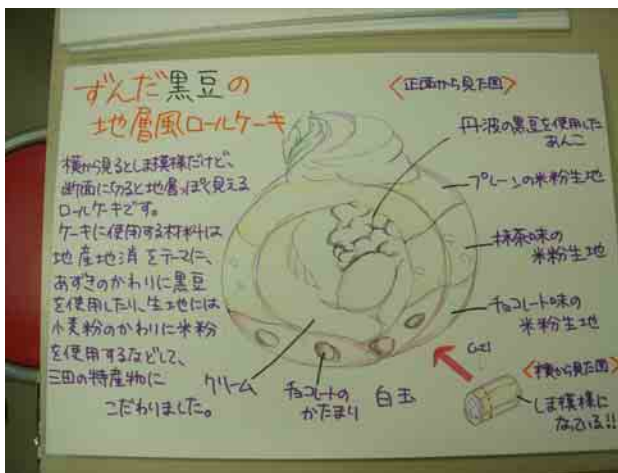 ずんだ黒豆の
地層風ロールケーキ
横から見るとしま模様だけど、
断面に切ると地層っぽく見える
ロールケーキです。
ケーキに使用する材料は
地産地消をテーマに、
あずきのかわりに黒豆
を使用したり、生地には
小麦粉のかわりに米粉
を使用するなどして、
三田の特産物に
こだわりました。
<正面から見た図>
丹波の黒豆を使用した
あんこ
プレーンの米粉生地
抹茶味の
米粉生地
チョコレート味の
米粉生地
クリーム
チョコレートの
かたまり
白玉
<横から見た図>
しま模様に
なっている!!